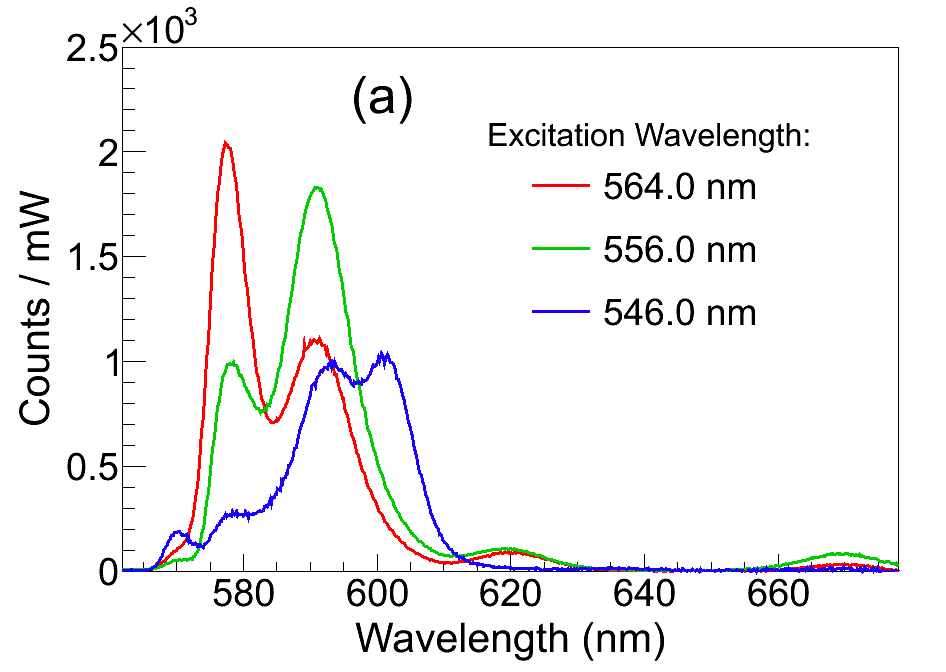 ×10³
2.5
(a)
Excitation Wavelength:
2
564.0 nm
1.5
556.0 nm
546.0 nm
1
0.5
0
Counts / mW
580
600
620
640
660
Wavelength (nm)